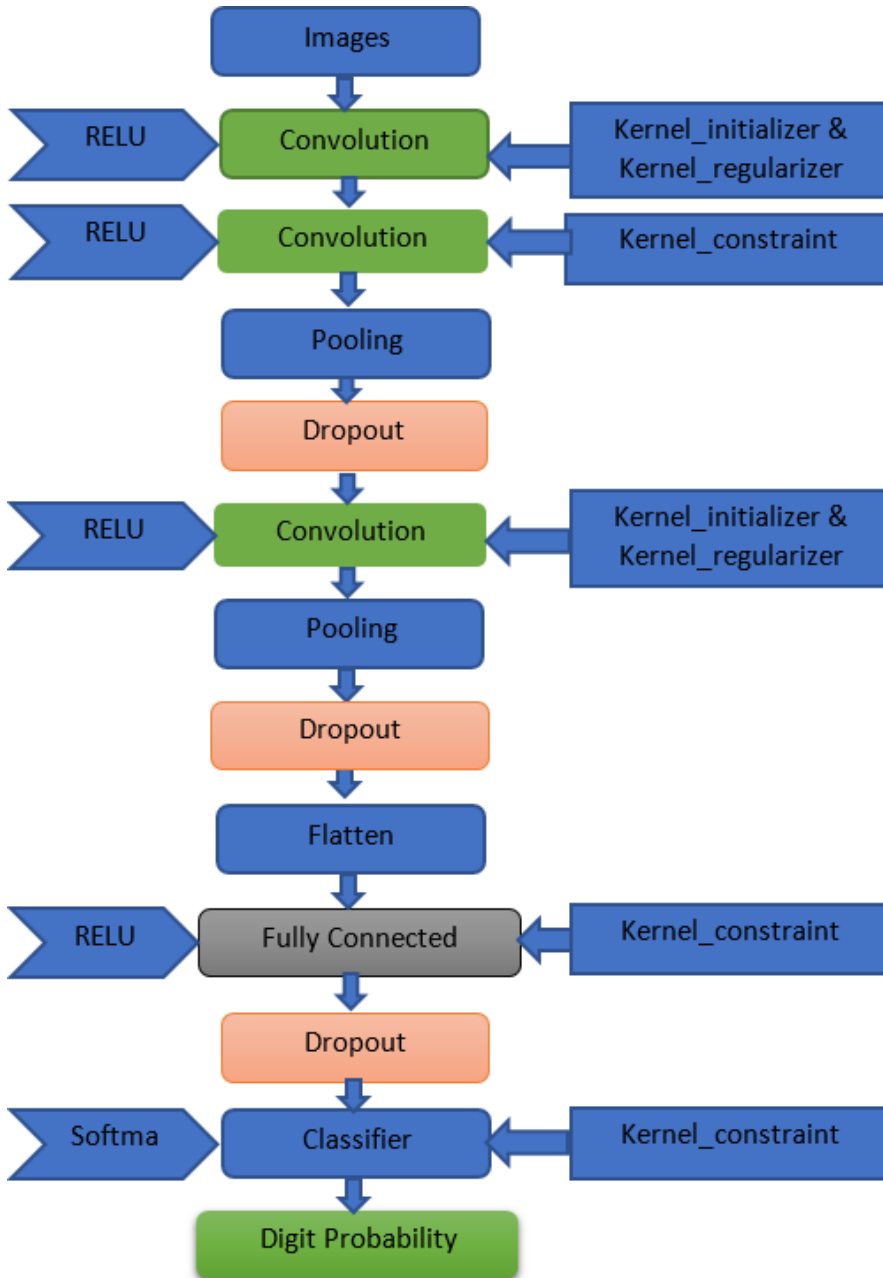 Images
RELU
Convolution
Kernel_initializer &
Kernel_regularizer
RELU
Convolution
Kernel_constraint
Pooling
Dropout
RELU
Convolution
Kernel_initializer &
Kernel_regularizer
Pooling
Dropout
Flatten
RELU
Fully Connected
Kernel_constraint
Dropout
Softma
Classifier
Kernel_constraint
Digit Probability